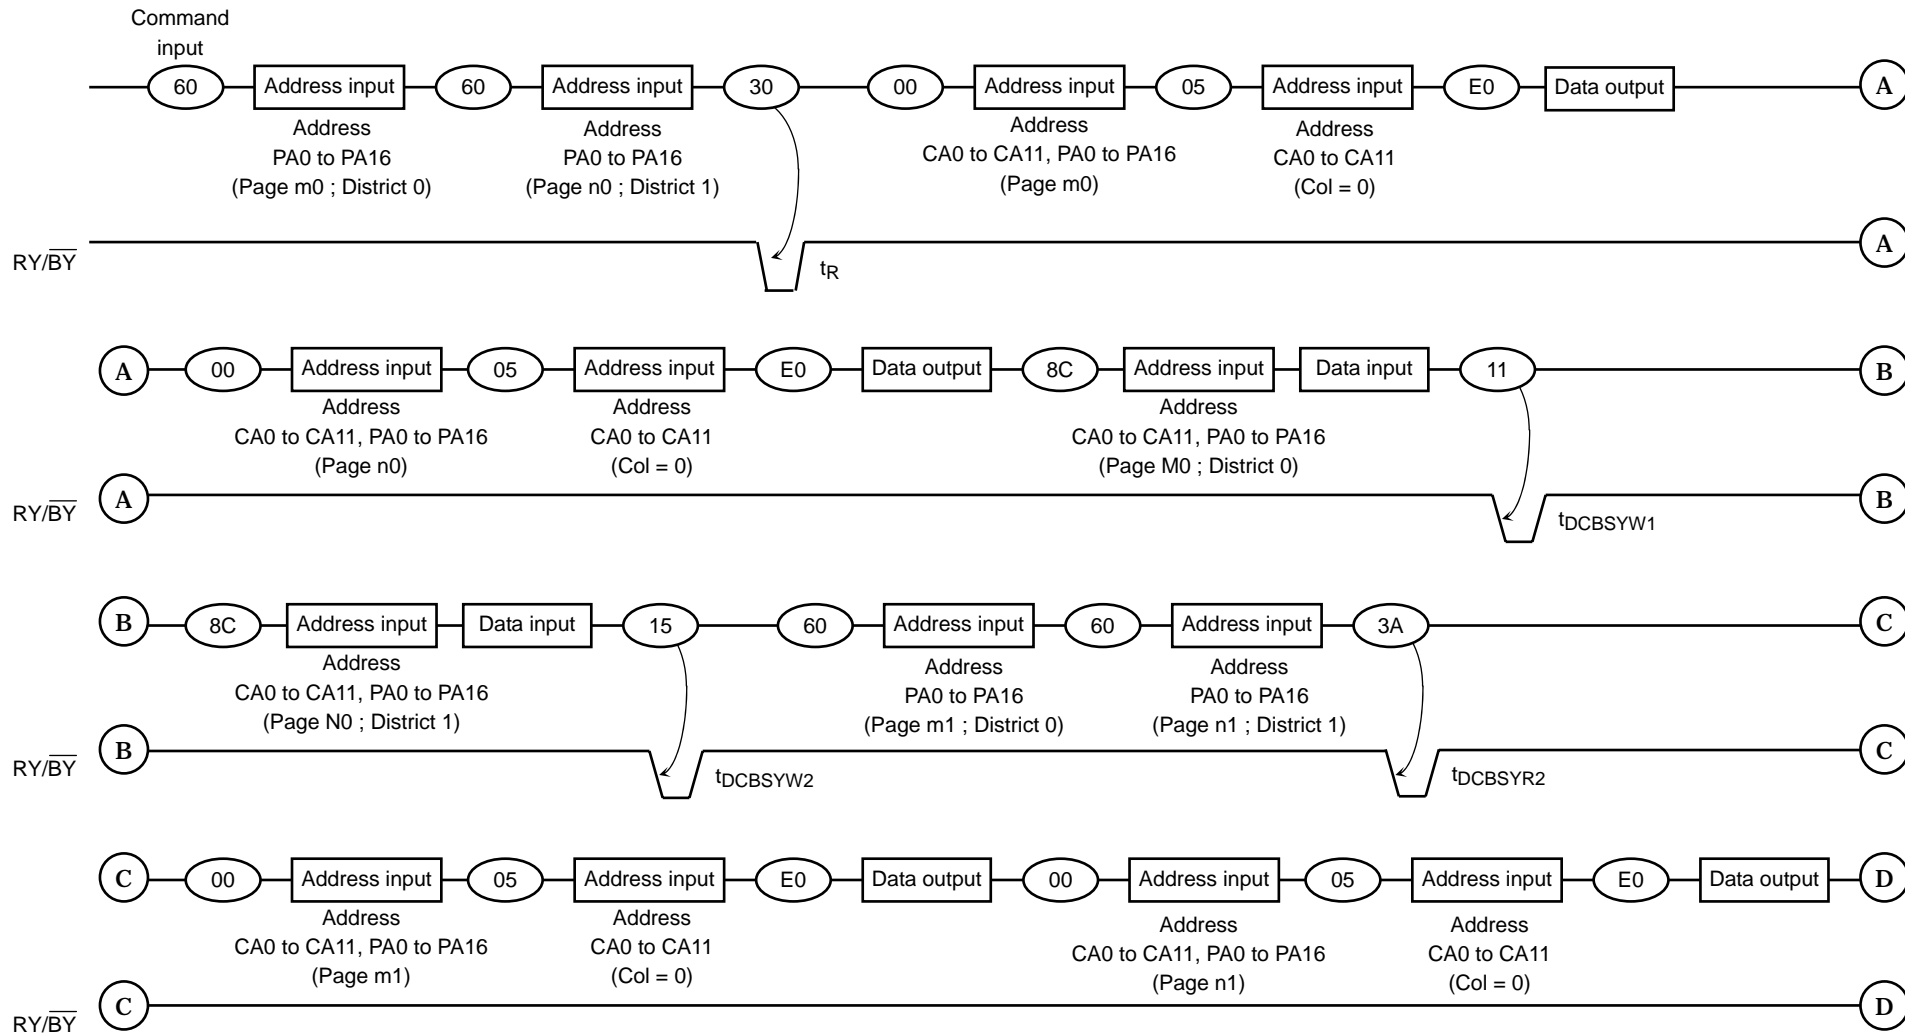 Command
input
60 Address input 60 Address input 30 00 Address input 05 Address input E0 Data output A
Address
PA0 to PA16
(Page m0 ; District 0)
Address
PA0 to PA16
(Page n0 ; District 1)
Address
CA0 to CA11, PA0 to PA16
(Page m0)
Address
CA0 to CA11
(Col = 0)
RY/BY tR A
A 00 Address input 05 Address input E0 Data output 8C Address input Data input 11 B
Address
CA0 to CA11, PA0 to PA16
(Page n0)
Address
CA0 to CA11
(Col = 0)
Address
CA0 to CA11, PA0 to PA16
(Page M0 ; District 0)
RY/BY A tDCBSYW1 B
B 8C Address input Data input 15 60 Address input 60 Address input 3A C
Address
CA0 to CA11, PA0 to PA16
(Page N0 ; District 1)
Address
PA0 to PA16
(Page m1 ; District 0)
Address
PA0 to PA16
(Page n1 ; District 1)
RY/BY B tDCBSYW2 tDCBSYR2 C
C 00 Address input 05 Address input E0 Data output 00 Address input 05 Address input E0 Data output D
Address
CA0 to CA11, PA0 to PA16
(Page m1)
Address
CA0 to CA11
(Col = 0)
Address
CA0 to CA11, PA0 to PA16
(Page n1)
Address
CA0 to CA11
(Col = 0)
RY/BY C D